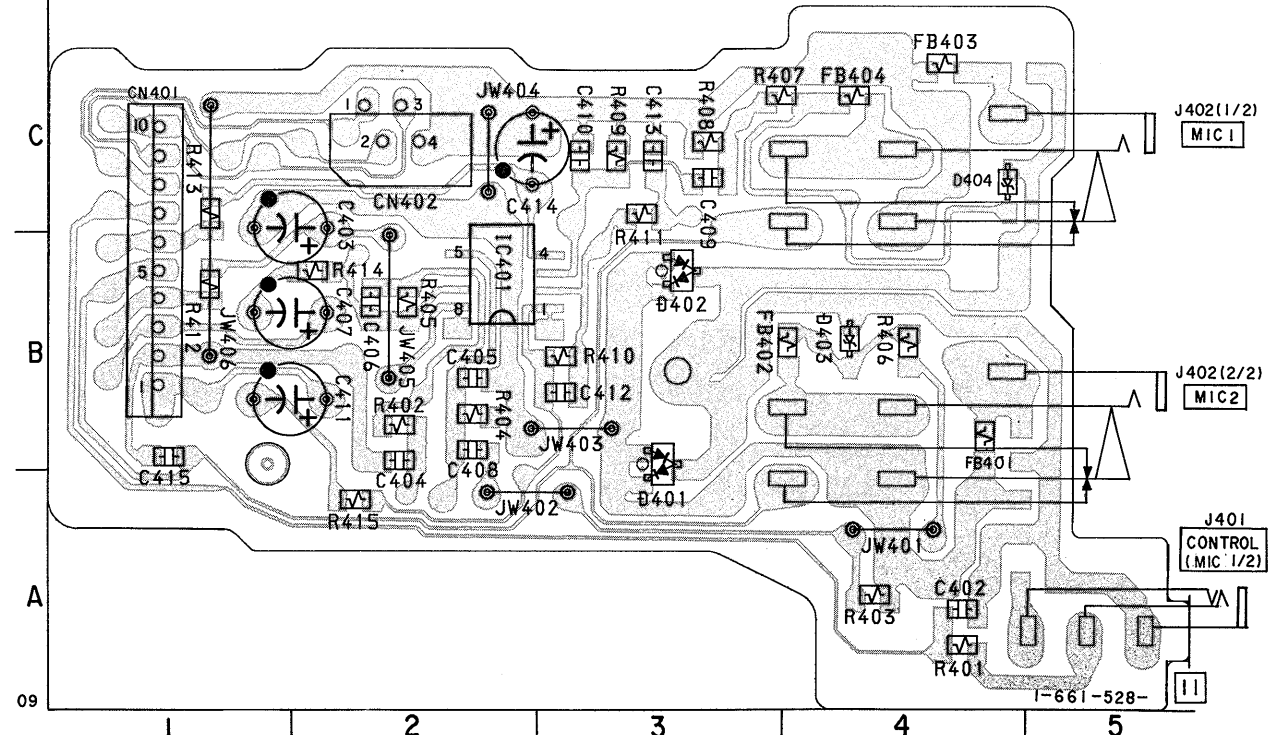 FB403
CN401
R407
FB404
JW404
1
3
C410
R409
C413
R408
J402(1/2)
MIC1
10
C
2
4
R413
D404
CN402
C414
C403
C409
R411
5
5
IC401
4
R414
D402
C407
C406
R405
8
1
R412
JW406
JW405
FB402
D403
R406
B
C405
R410
J402(2/2)
MIC2
1
C411
C412
R402
R404
JW403
FB401
C415
C404
C408
D401
R415
JW402
JW401
J401
CONTROL
(MIC 1/2)
A
C402
R403
R401
1-661-528-
11
09
1
2
3
4
5